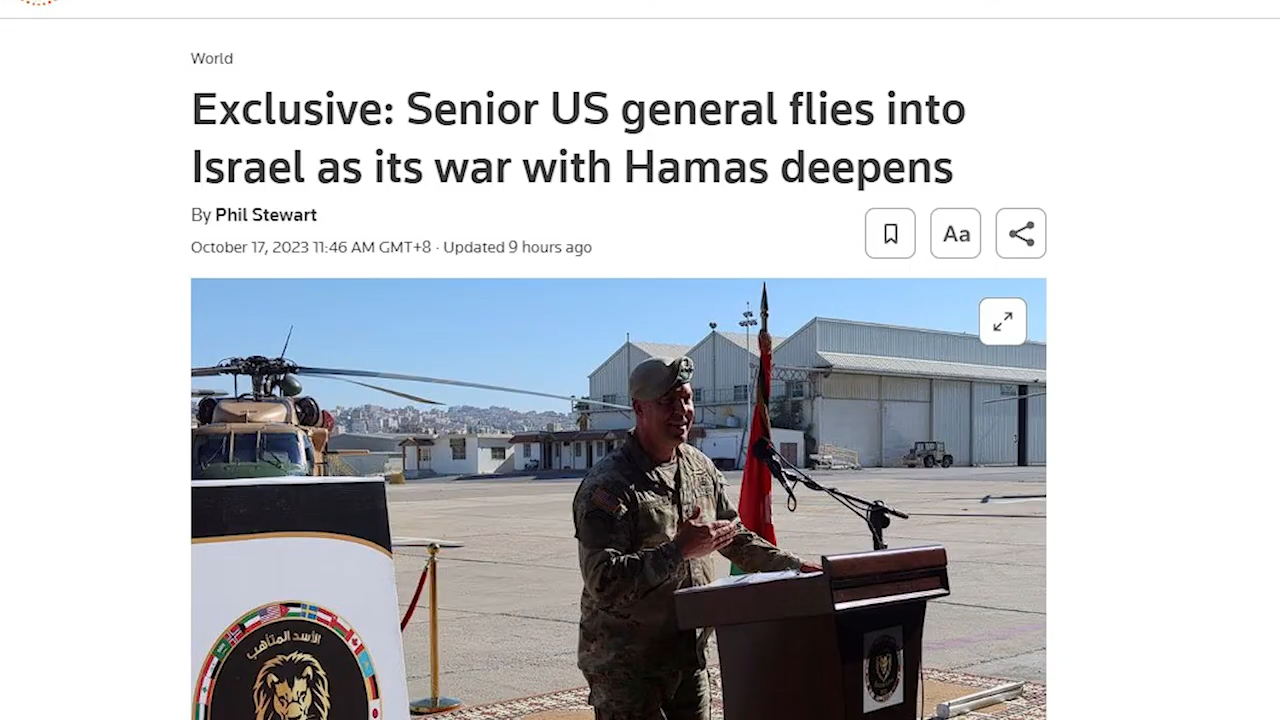 World
Exclusive: Senior US general flies into
Israel as its war with Hamas deepens
By Phil Stewart
October 17, 2023 11:46 AM GMT+8 · Updated 9 hours ago
Aa
الأسد المتأهب